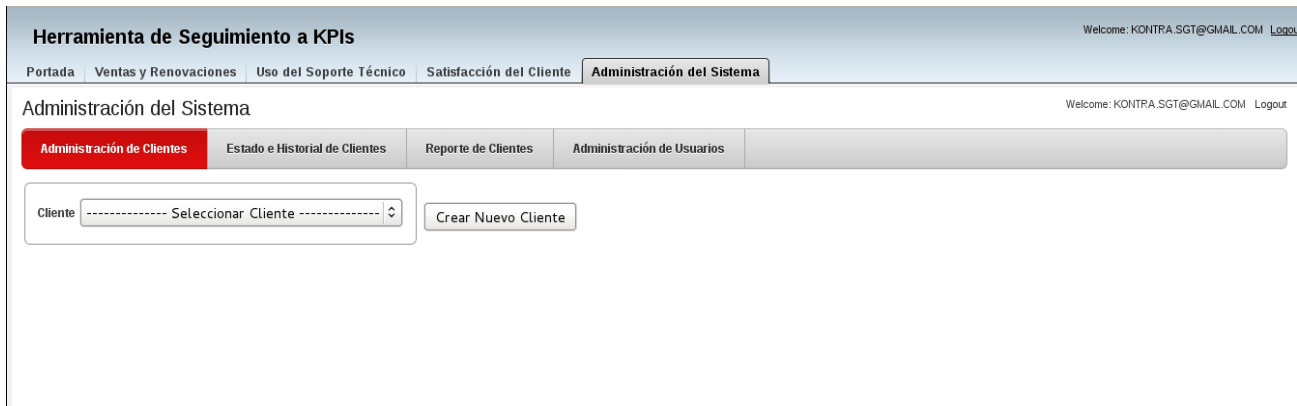 Herramienta de Seguimiento a KPIs
Welcome: KONTRA.SGT@GMAIL.COM Logou
Portada Ventas y Renovaciones Uso del Soporte Técnico Satisfacción del Cliente Administración del Sistema
Administración del Sistema
Welcome: KONTRA.SGT@GMAIL.COM Logout
Administración de Clientes Estado e Historial de Clientes Reporte de Clientes Administración de Usuarios
Cliente -------------- Seleccionar Cliente -------------- Crear Nuevo Cliente